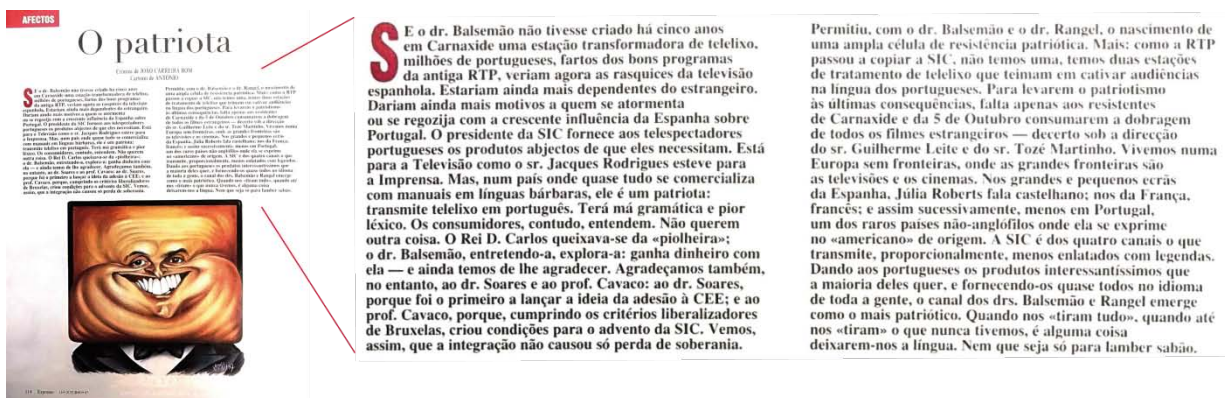 AFECTOS
O patriota
Crónica de JOÃO CARREIRA BOM
Cartoon de ANTÓNIO
SE o dr. Balsemão não tivesse criado há cinco anos
em Carnaxide uma estação transformadora de telelixo,
milhões de portugueses, fartos dos bons programas
da antiga RTP, veriam agora as rasquices da televisão
espanhola. Estariam ainda mais dependentes do estrangeiro.
Dariam ainda mais motivos a quem se atormenta
ou se regozija com a crescente influência da Espanha sobre
Portugal. O presidente da SIC fornece aos telespectadores
portugueses os produtos abjectos de que eles necessitam. Está
para a Televisão como o sr. Jacques Rodrigues esteve para
a Imprensa. Mas, num país onde quase tudo se comercializa
com manuais em línguas bárbaras, ele é um patriota:
transmite telelixo em português. Terá má gramática e pior
léxico. Os consumidores, contudo, entendem. Não querem
outra coisa. O Rei D. Carlos queixava-se da «piolheira»;
o dr. Balsemão, entretendo-a, explora-a: ganha dinheiro com
ela — e ainda temos de lhe agradecer. Agradeçamos também,
no entanto, ao dr. Soares e ao prof. Cavaco: ao dr. Soares,
porque foi o primeiro a lançar a ideia da adesão à CEE; e ao
prof. Cavaco, porque, cumprindo os critérios liberalizadores
de Bruxelas, criou condições para o advento da SIC. Vemos,
assim, que a integração não causou só perda de soberania.
Permitiu, com o dr. Balsemão e o dr. Rangel, o nascimento de
uma ampla célula de resistência patriótica. Mais: como a RTP
passou a copiar a SIC, não temos uma, temos duas estações
de tratamento de telelixo que teimam em cativar audiências
na língua dos portugueses. Para levarem o patriotismo
às últimas consequências, falta apenas aos resistentes
de Carnaxide e da 5 de Outubro consumarem a dobragem
de todos os filmes estrangeiros — decerto sob a direcção
do sr. Guilherme Leite e do sr. Tozé Martinho. Vivemos numa
Europa sem fronteiras, onde as grandes fronteiras são
as televisões e os cinemas. Nos grandes e pequenos ecrãs
da Espanha, Júlia Roberts fala castelhano; nos da França,
francês; e assim sucessivamente, menos em Portugal,
um dos raros países não-anglófilos onde ela se exprime
no «americano» de origem. A SIC é dos quatro canais o que
transmite, proporcionalmente, menos enlatados com legendas.
Dando aos portugueses os produtos interessantíssimos que
a maioria deles quer, e fornecendo-os quase todos no idioma
de toda a gente, o canal dos drs. Balsemão e Rangel emerge
como o mais patriótico. Quando nos «tiram tudo», quando até
nos «tiram» o que nunca tivemos, é alguma coisa
deixarem-nos a língua. Nem que seja só para lamber sabão.
Expresso